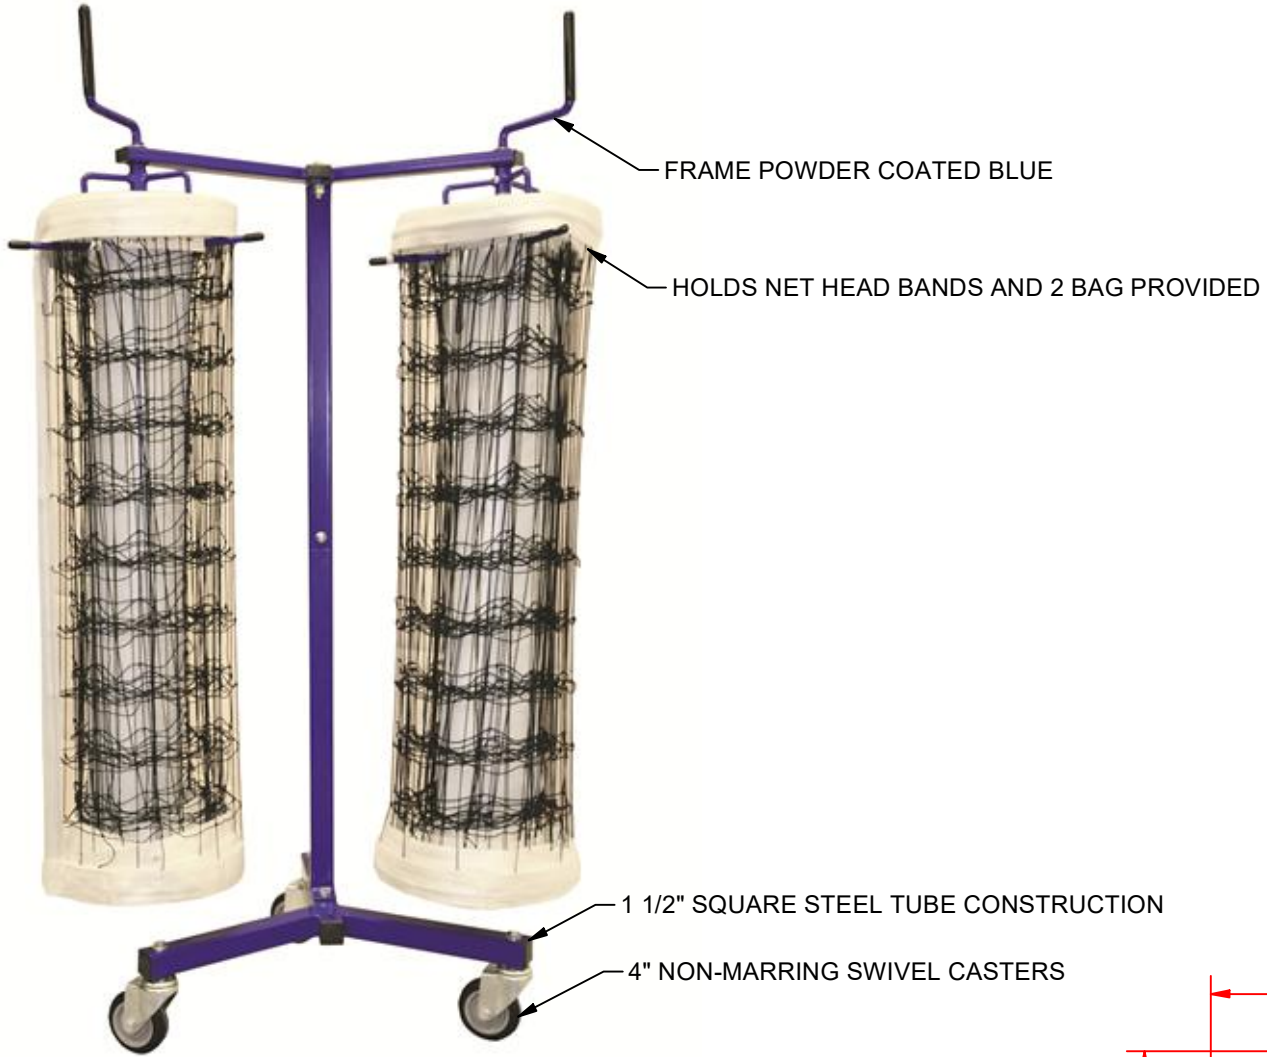 FRAME POWDER COATED BLUE
HOLDS NET HEAD BANDS AND 2 BAG PROVIDED
1 1/2" SQUARE STEEL TUBE CONSTRUCTION
4" NON-MARRING SWIVEL CASTERS